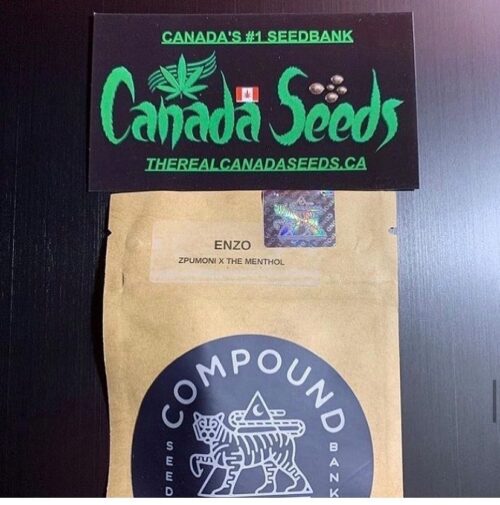 CANADA'S #1 SEEDBANK
Canada Seeds
THEREALCANADASEEDS.CA
ENZO
ZPUMONI X THE MENTHOL
COMPOUND
SEED
BANK